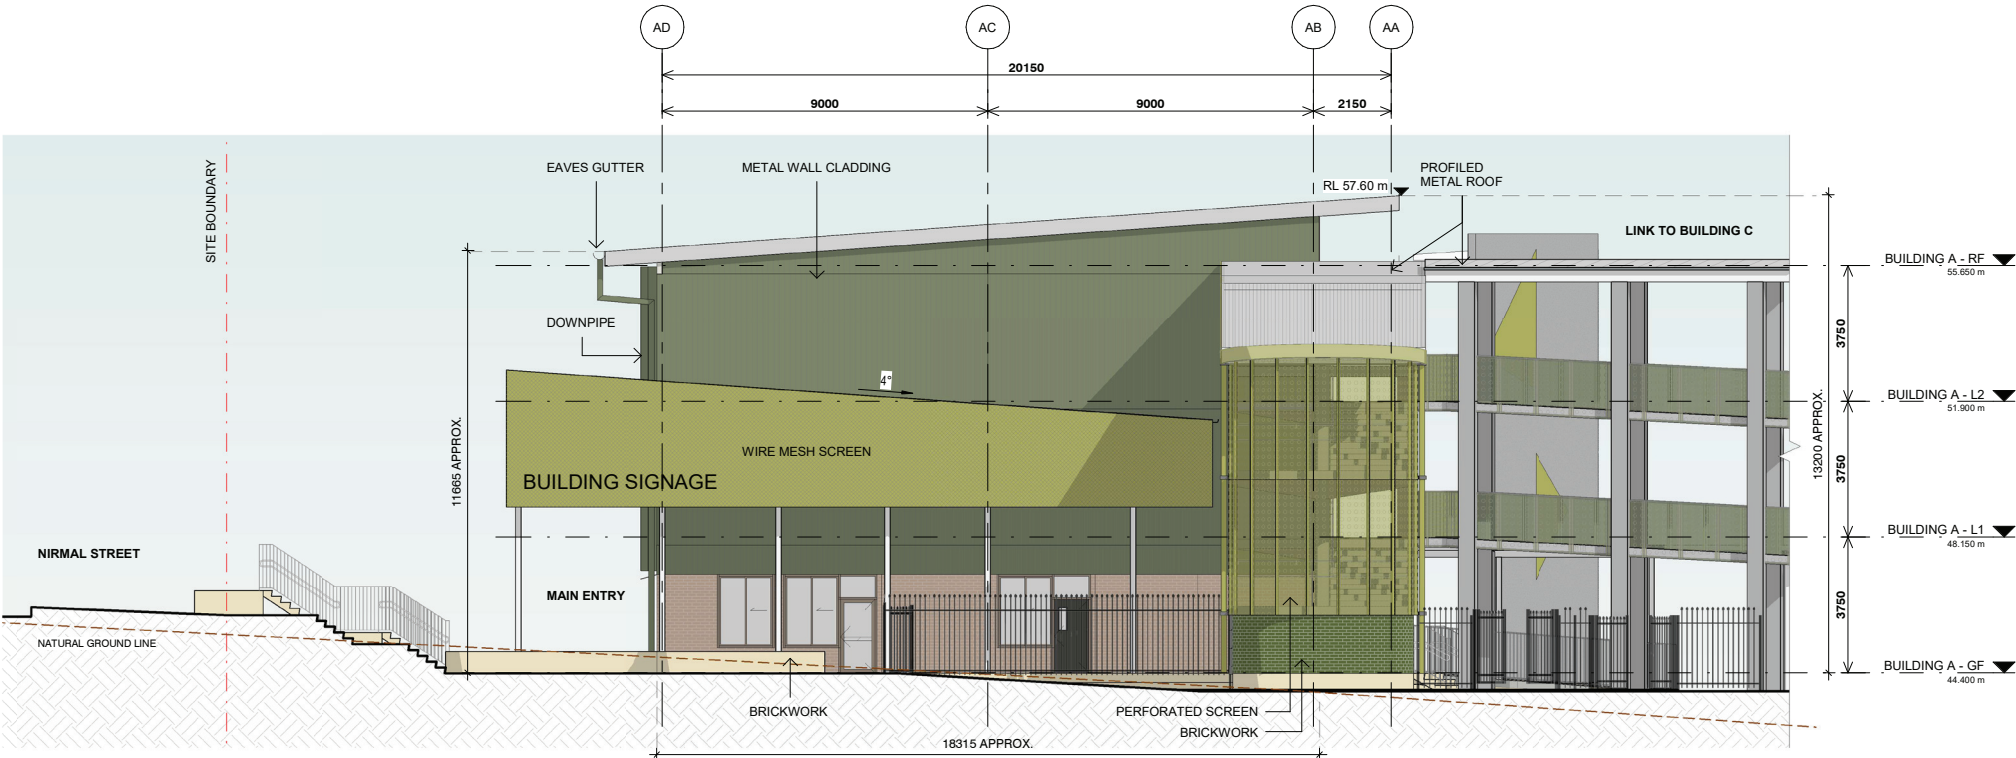 AD
AC
AB
AA
20150
9000
9000
2150
SITE BOUNDARY
EAVES GUTTER
METAL WALL CLADDING
RL 57.60 m
PROFILED
METAL ROOF
LINK TO BUILDING C
BUILDING A - RF
55.650 m
DOWNPIPE
3750
4°
BUILDING A - L2
51.900 m
11665 APPROX.
WIRE MESH SCREEN
BUILDING SIGNAGE
13200 APPROX.
3750
BUILDING A - L1
48.150 m
NIRMAL STREET
MAIN ENTRY
3750
NATURAL GROUND LINE
BUILDING A - GF
44.400 m
BRICKWORK
PERFORATED SCREEN
BRICKWORK
18315 APPROX.